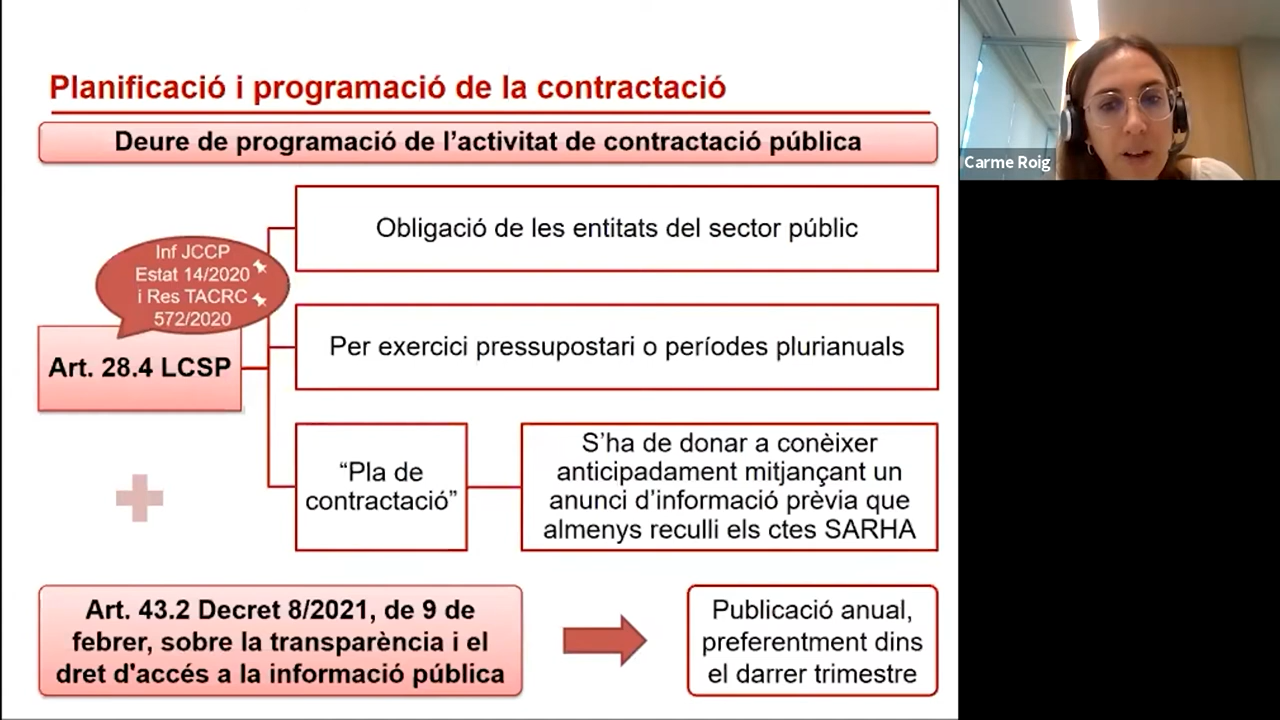 Planificació i programació de la contractació
Deure de programació de l’activitat de contractació pública
Obligació de les entitats del sector públic
Inf JCCP
Estat 14/2020
i Res TACRC
572/2020
Art. 28.4 LCSP
Per exercici pressupostari o períodes plurianuals
“Pla de
contractació”
S’ha de donar a conèixer
anticipadament mitjançant un
anunci d’informació prèvia que
almenys reculli els ctes SARHA
Art. 43.2 Decret 8/2021, de 9 de
febrer, sobre la transparència i el
dret d'accés a la informació pública
Publicació anual,
preferentment dins
el darrer trimestre
Carme Roig